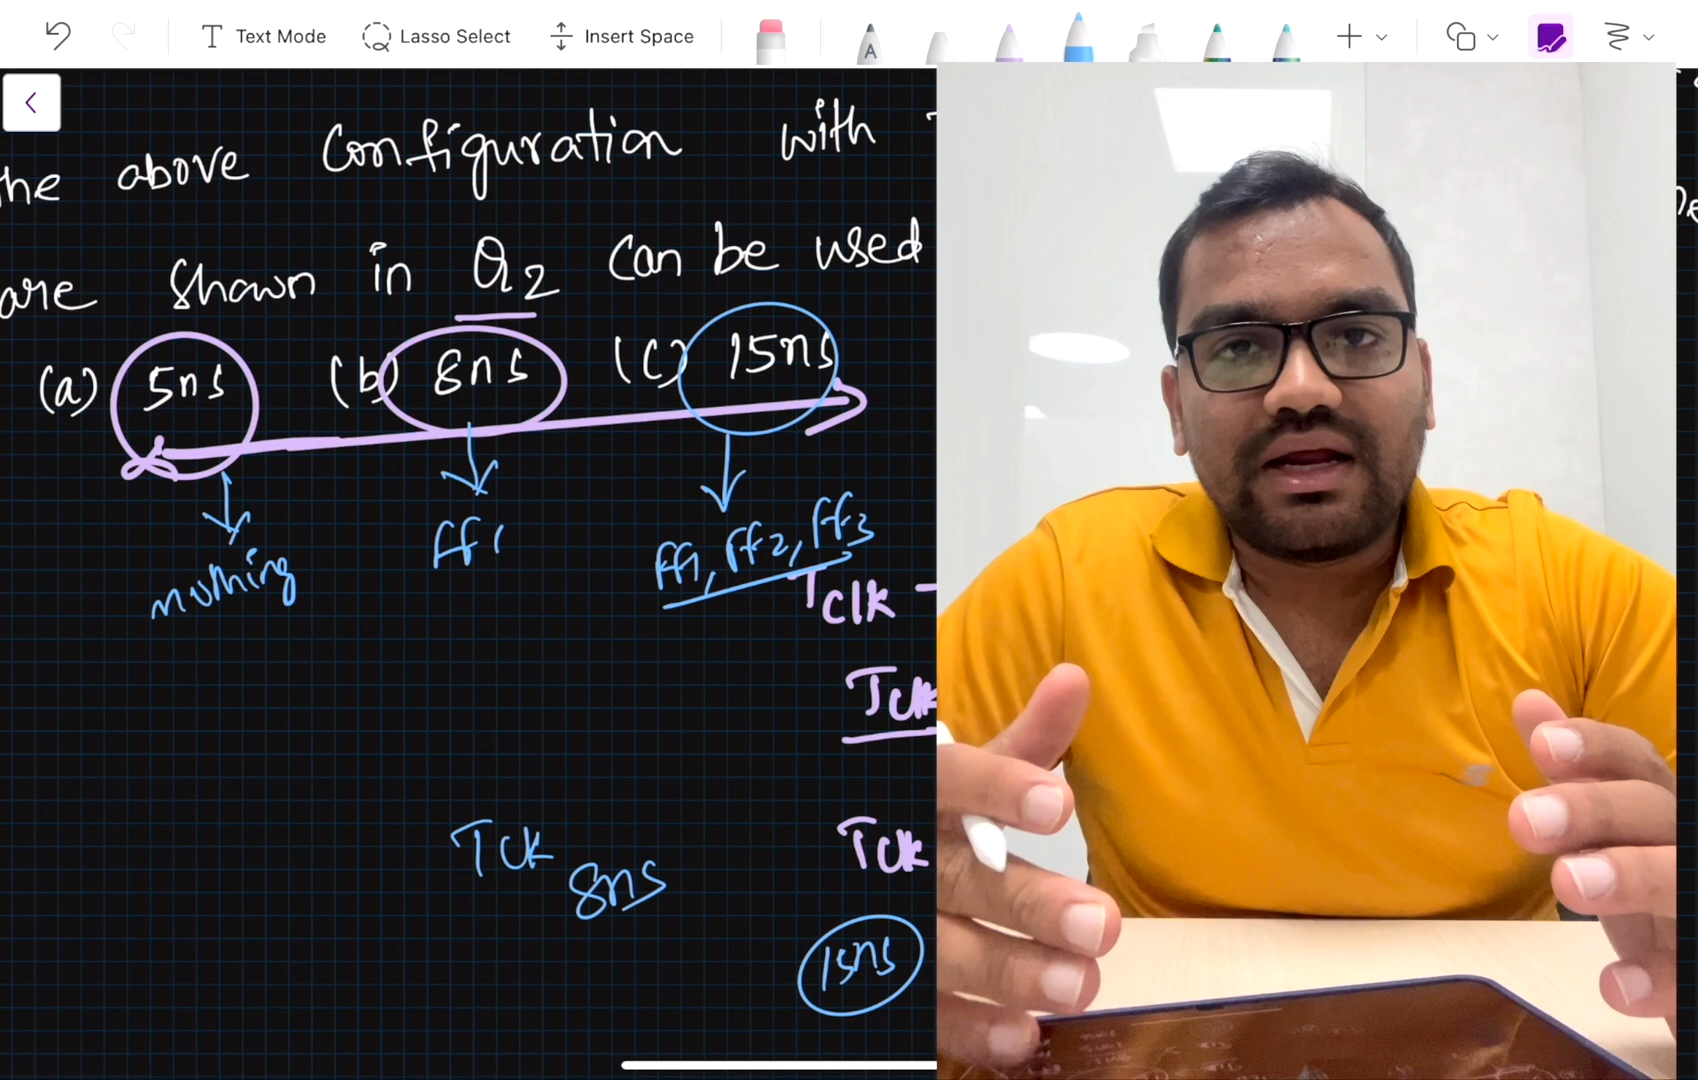 Text Mode Lasso Select Insert Space
A
he above Configuration with
are shown in Q2 can be used
(a) 5ns (b) 8ns (c) 15ns
nothing
ff1
ff1, ff2, ff3
Tclk -
Tclk
Tclk
Tclk
8ns
15ns